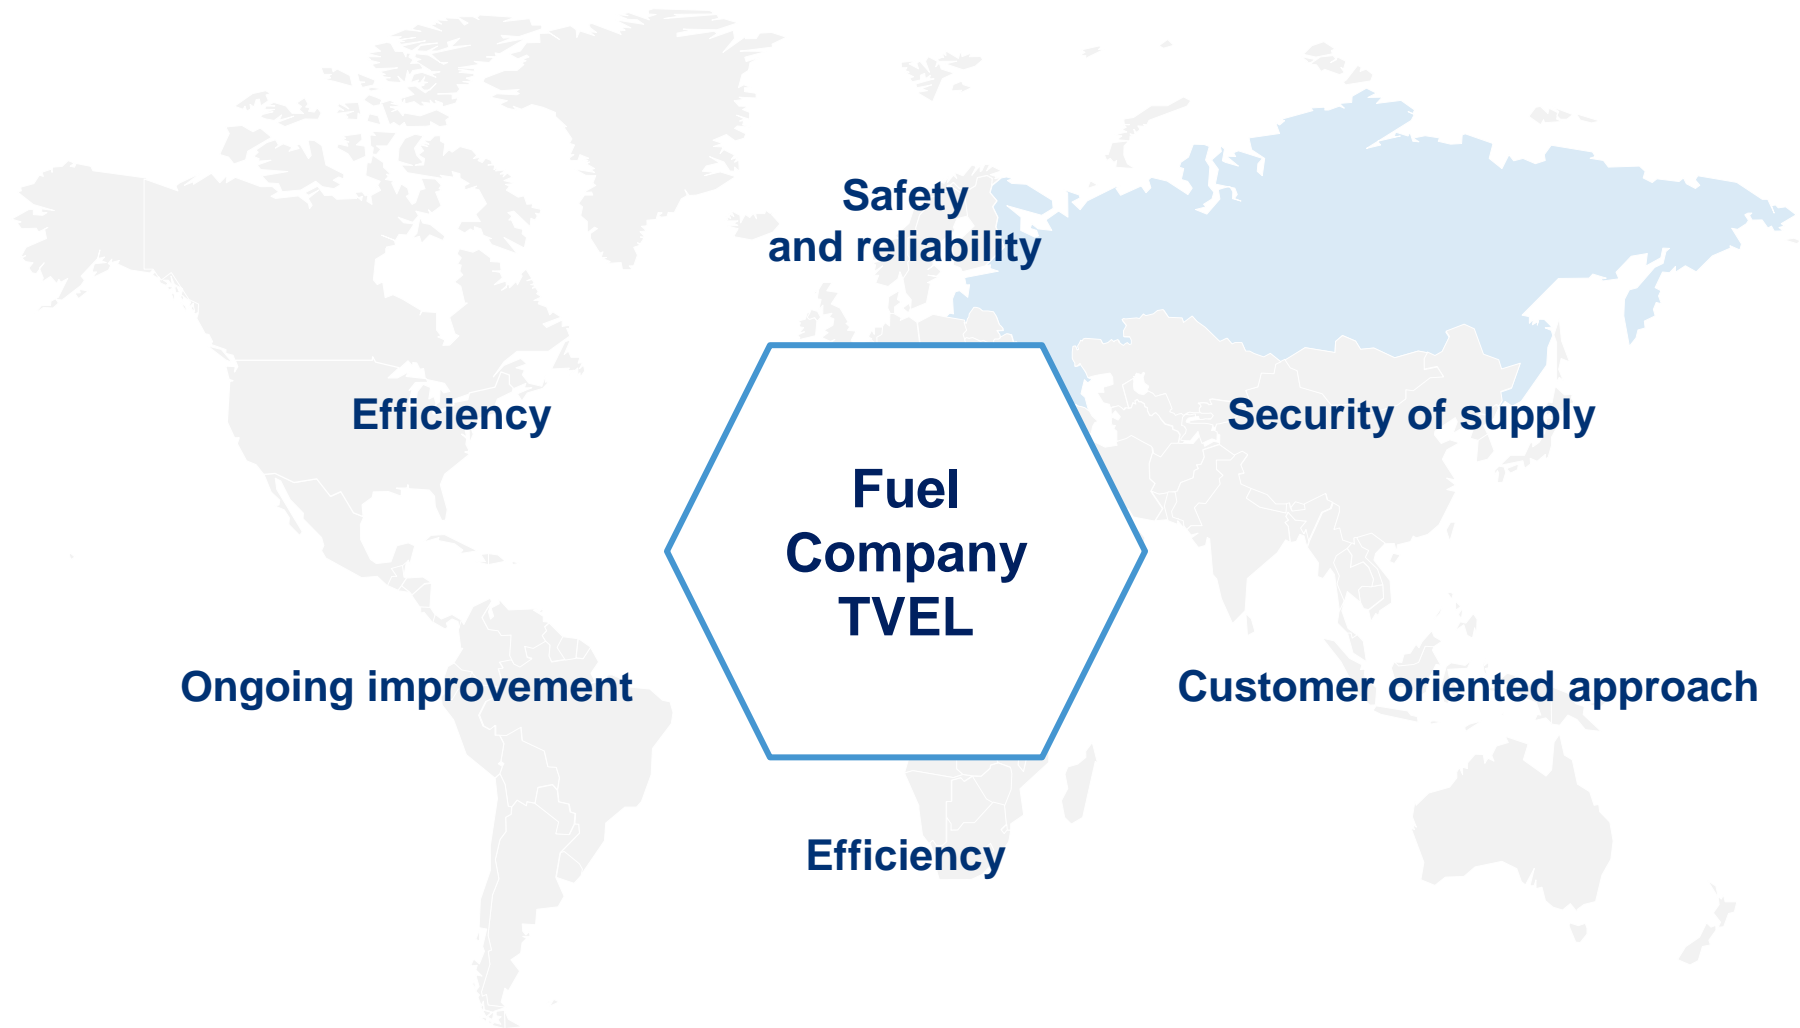 Safety
and reliability
Efficiency
Security of supply
Fuel
Company
TVEL
Ongoing improvement
Customer oriented approach
Efficiency